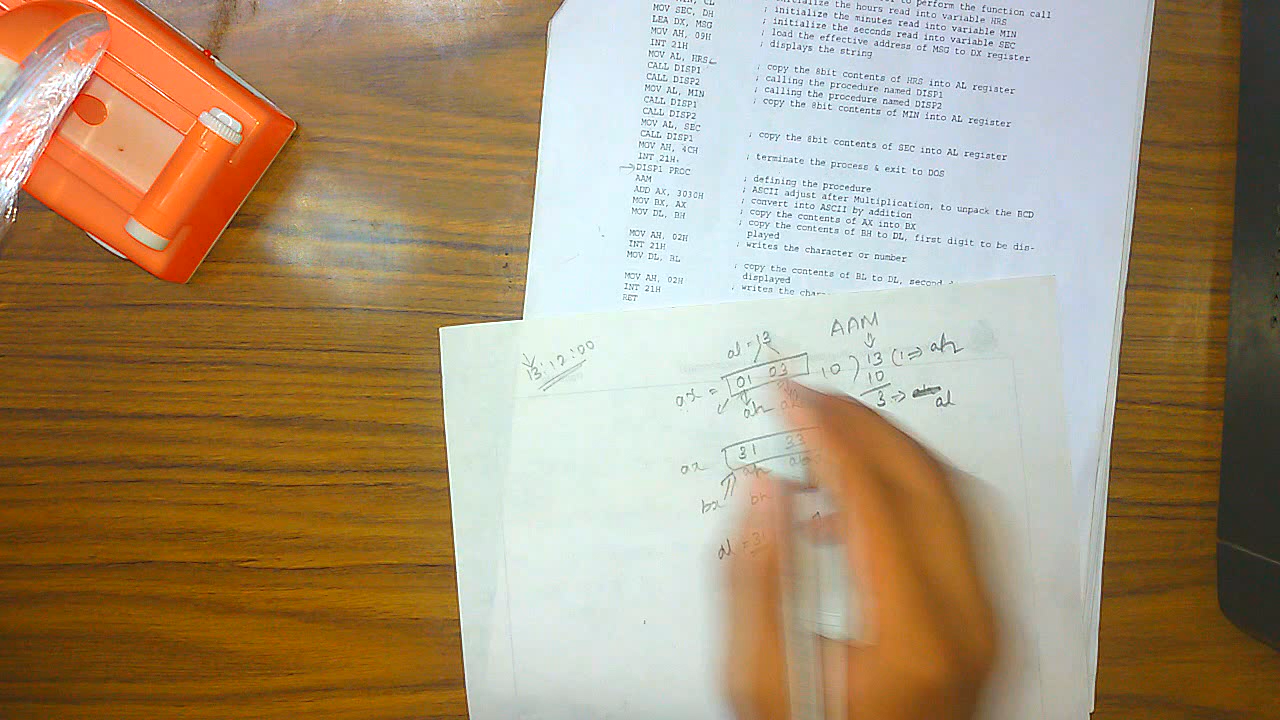 to perform the function call
MOV SEC, DH ; initialize the hours read into variable HRS
LEA DX, MSG ; initialize the minutes read into variable MIN
MOV AH, 09H ; initialize the seconds read into variable SEC
INT 21H ; load the effective address of MSG to DX register
MOV AL, HRS ; displays the string
CALL DISP1
CALL DISP2 ; copy the 8bit contents of HRS into AL register
MOV AL, MIN ; calling the procedure named DISP1
CALL DISP1 ; calling the procedure named DISP2
CALL DISP2 ; copy the 8bit contents of MIN into AL register
MOV AL, SEC
CALL DISP1
MOV AH, 4CH ; copy the 8bit contents of SEC into AL register
INT 21H
DISP1 PROC ; terminate the process & exit to DOS
AAM
ADD AX, 3030H ; defining the procedure
MOV BX, AX ; ASCII adjust after Multiplication, to unpack the BCD
MOV DL, BH ; convert into ASCII by addition
; copy the contents of AX into BX
MOV AH, 02H ; copy the contents of BH to DL, first digit to be dis-
INT 21H played
MOV DL, BL ; writes the character or number
MOV AH, 02H ; copy the contents of BL to DL, second
INT 21H displayed
RET ; writes the
13:12:00
al = 13
AAM
ax = 01 03
10 ) 13 ( 1 ⇒ ah
ah al
10
3 ⇒ al
ax 31 33
ah
bx bh
al = 31